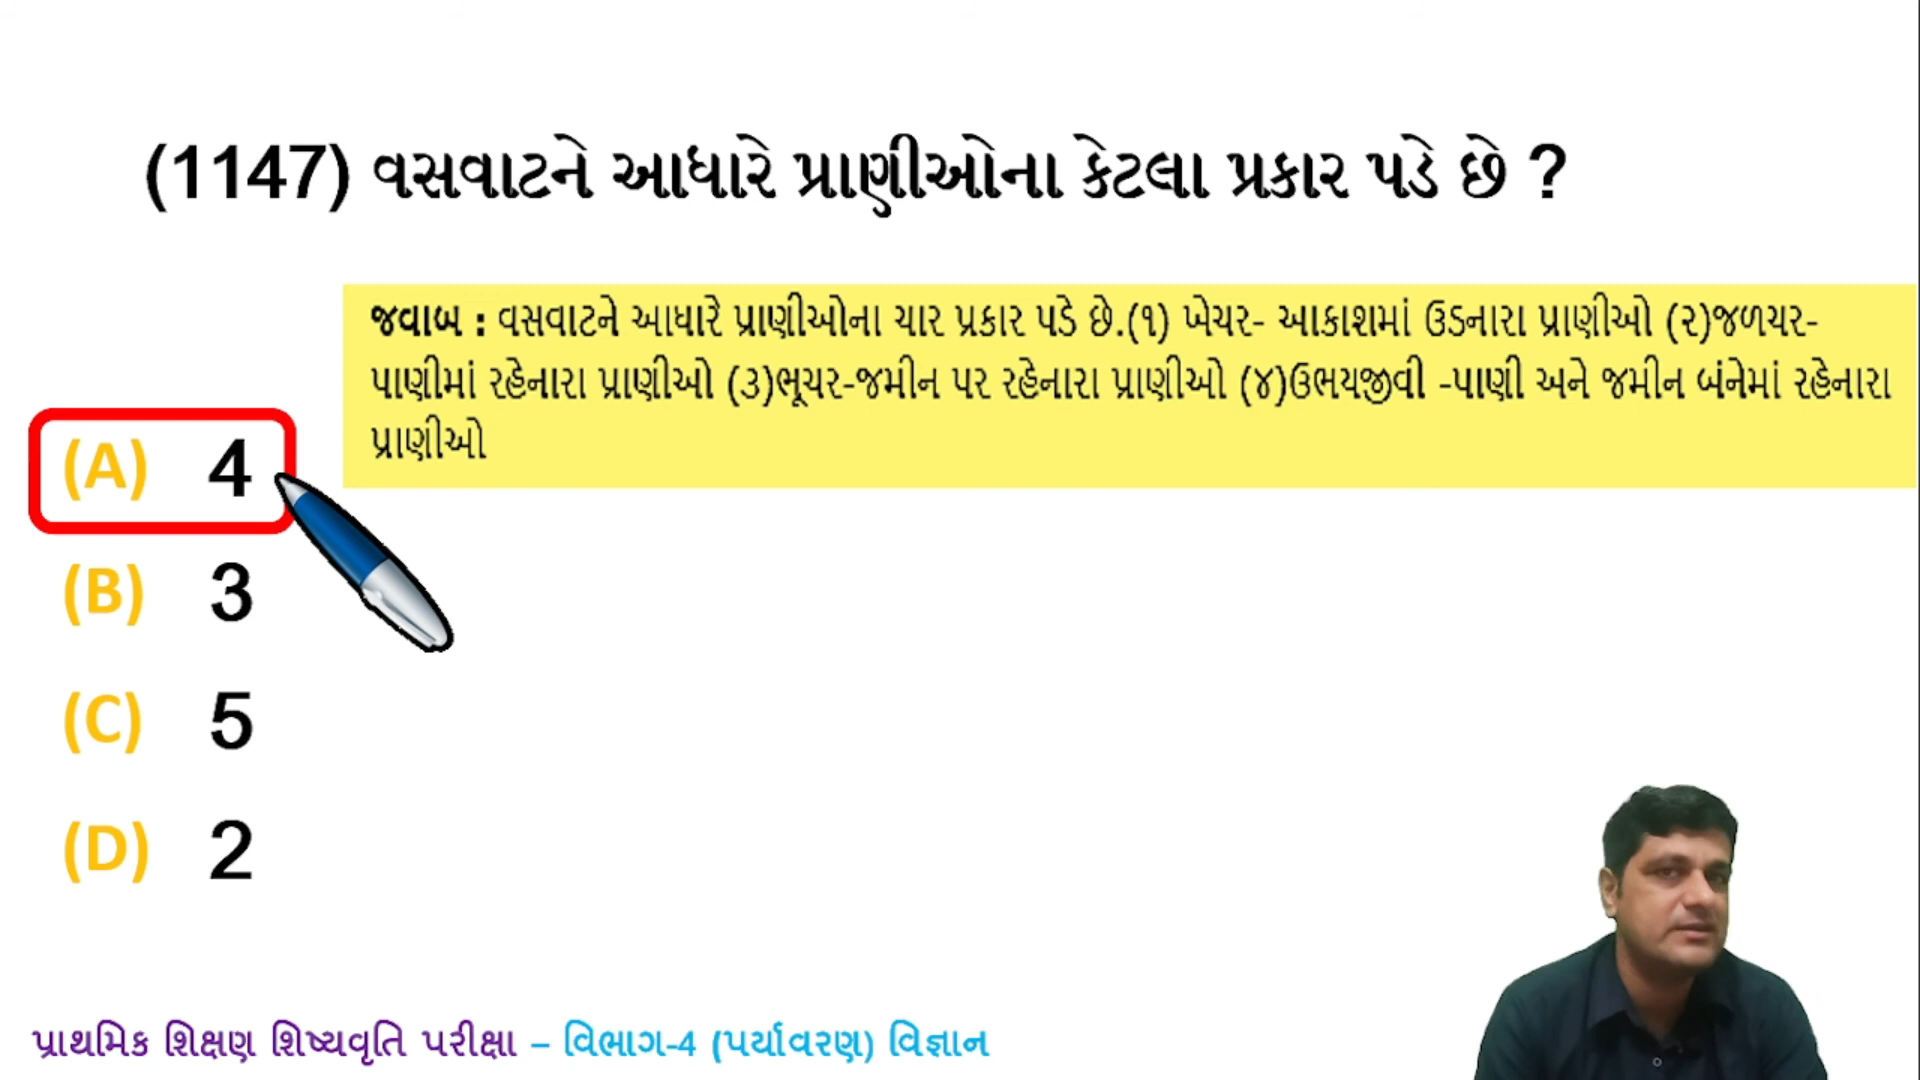 (1147) વસવાટને આધારે પ્રાણીઓના કેટલા પ્રકાર પડે છે ?
જવાબ : વસવાટને આધારે પ્રાણીઓના ચાર પ્રકાર પડે છે.(૧) ખેચર- આકાશમાં ઉડનારા પ્રાણીઓ (૨)જળચર-
પાણીમાં રહેનારા પ્રાણીઓ (૩)ભૂચર-જમીન પર રહેનારા પ્રાણીઓ (૪)ઉભયજીવી -પાણી અને જમીન બંનેમાં રહેનારા
પ્રાણીઓ
(A) 4
(B) 3
(C) 5
(D) 2
પ્રાથમિક શિક્ષણ શિષ્યવૃતિ પરીક્ષા – વિભાગ-4 (પર્યાવરણ) વિજ્ઞાન